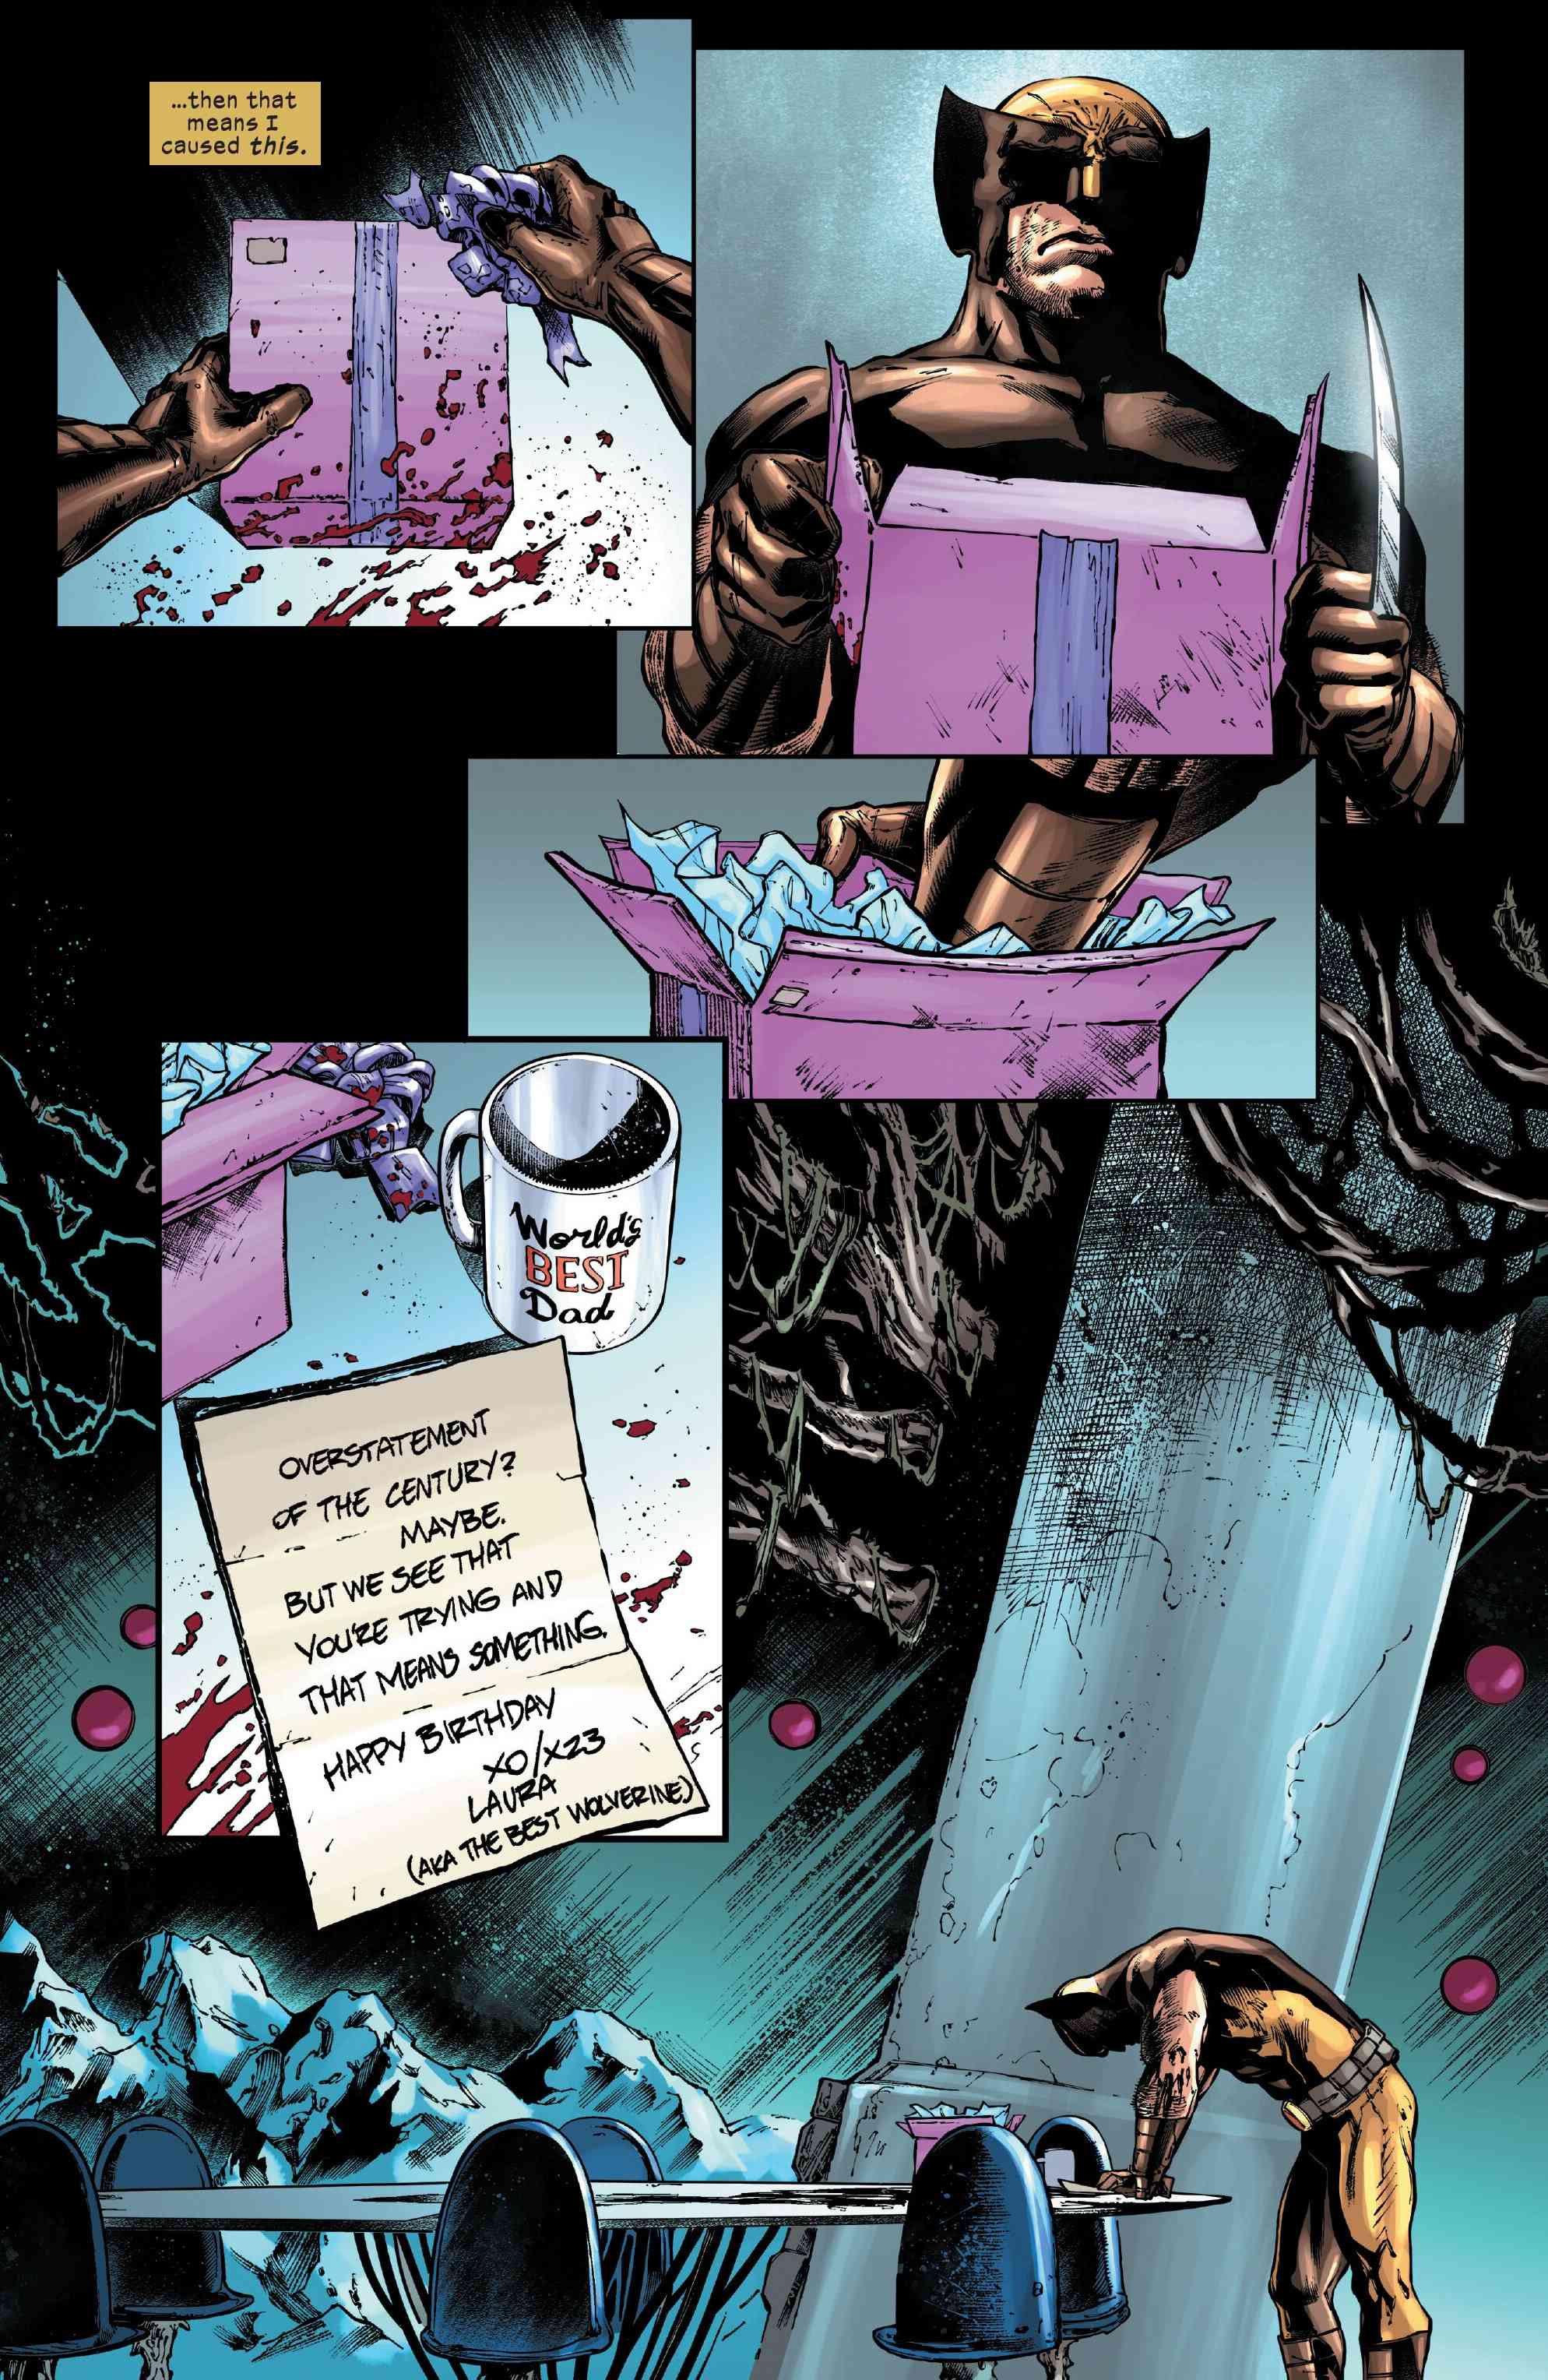 ...then that
means I
caused this.
World's
BEST
Dad
OVERSTATEMENT
OF THE CENTURY?
MAYBE.
BUT WE SEE THAT
YOU'RE TRYING AND
THAT MEANS SOMETHING.
HAPPY BIRTHDAY
XO/X23
LAURA
(AKA THE BEST WOLVERINE)